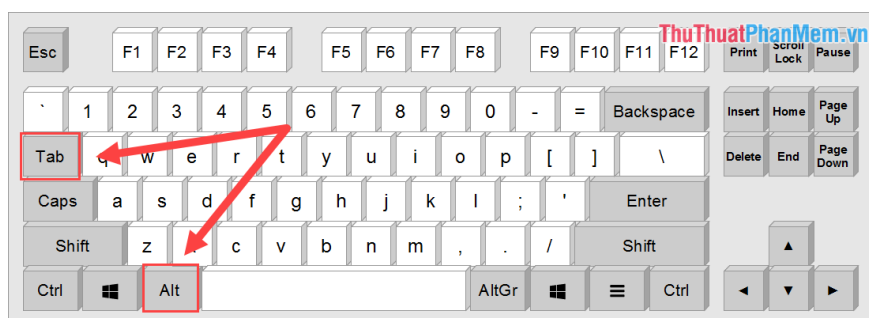 ThuThuatPhanMem.vn
Esc F1 F2 F3 F4 F5 F6 F7 F8 F9 F10 F11 F12 Print Scroll Lock Pause
` 1 2 3 4 5 6 7 8 9 0 - = Backspace Insert Home Page Up
Tab q w e r t y u i o p [ ] \ Delete End Page Down
Caps a s d f g h j k l ; ' Enter
Shift z c v b n m , . / Shift ▲
Ctrl Alt AltGr Ctrl ◄ ▼ ►